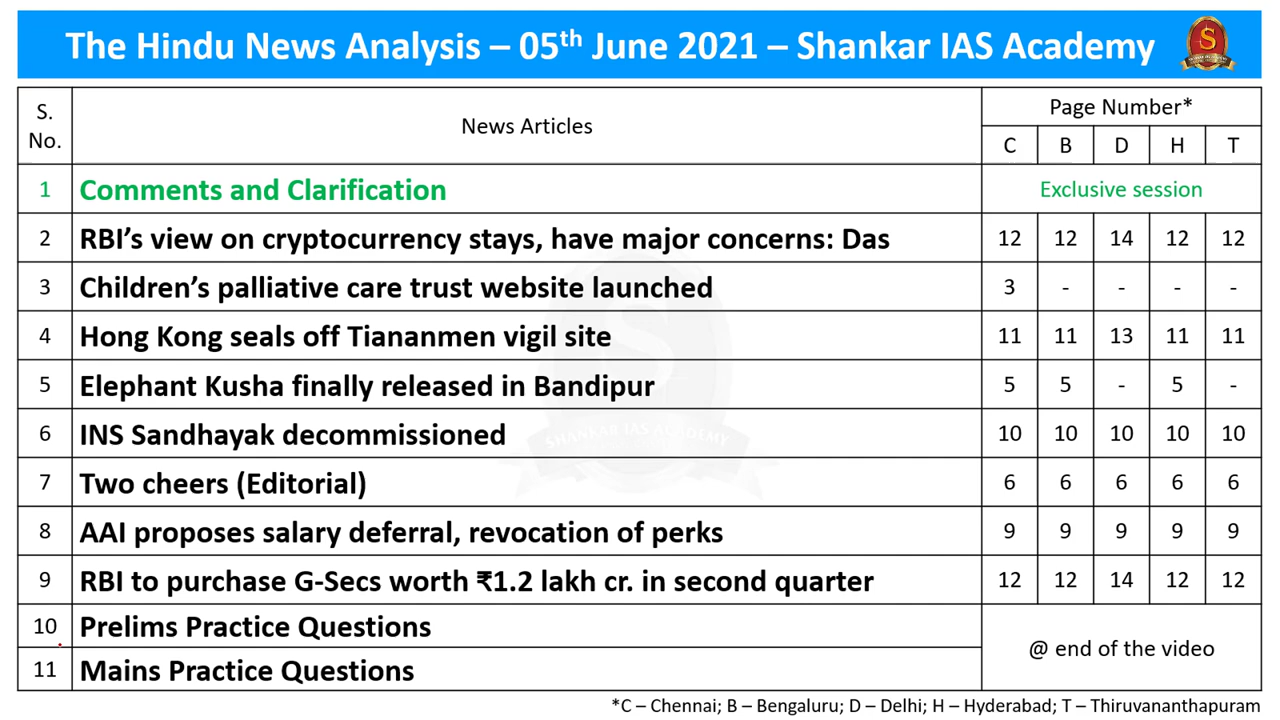 The Hindu News Analysis – 05th June 2021 – Shankar IAS Academy
S. No. News Articles Page Number*
C B D H T
1 Comments and Clarification Exclusive session
2 RBI’s view on cryptocurrency stays, have major concerns: Das 12 12 14 12 12
3 Children’s palliative care trust website launched 3 - - - -
4 Hong Kong seals off Tiananmen vigil site 11 11 13 11 11
5 Elephant Kusha finally released in Bandipur 5 5 - 5 -
6 INS Sandhayak decommissioned 10 10 10 10 10
7 Two cheers (Editorial) 6 6 6 6 6
8 AAI proposes salary deferral, revocation of perks 9 9 9 9 9
9 RBI to purchase G-Secs worth ₹1.2 lakh cr. in second quarter 12 12 14 12 12
10 Prelims Practice Questions
@ end of the video
11 Mains Practice Questions
*C – Chennai; B – Bengaluru; D – Delhi; H – Hyderabad; T – Thiruvananthapuram
SHANKAR IAS ACADEMY